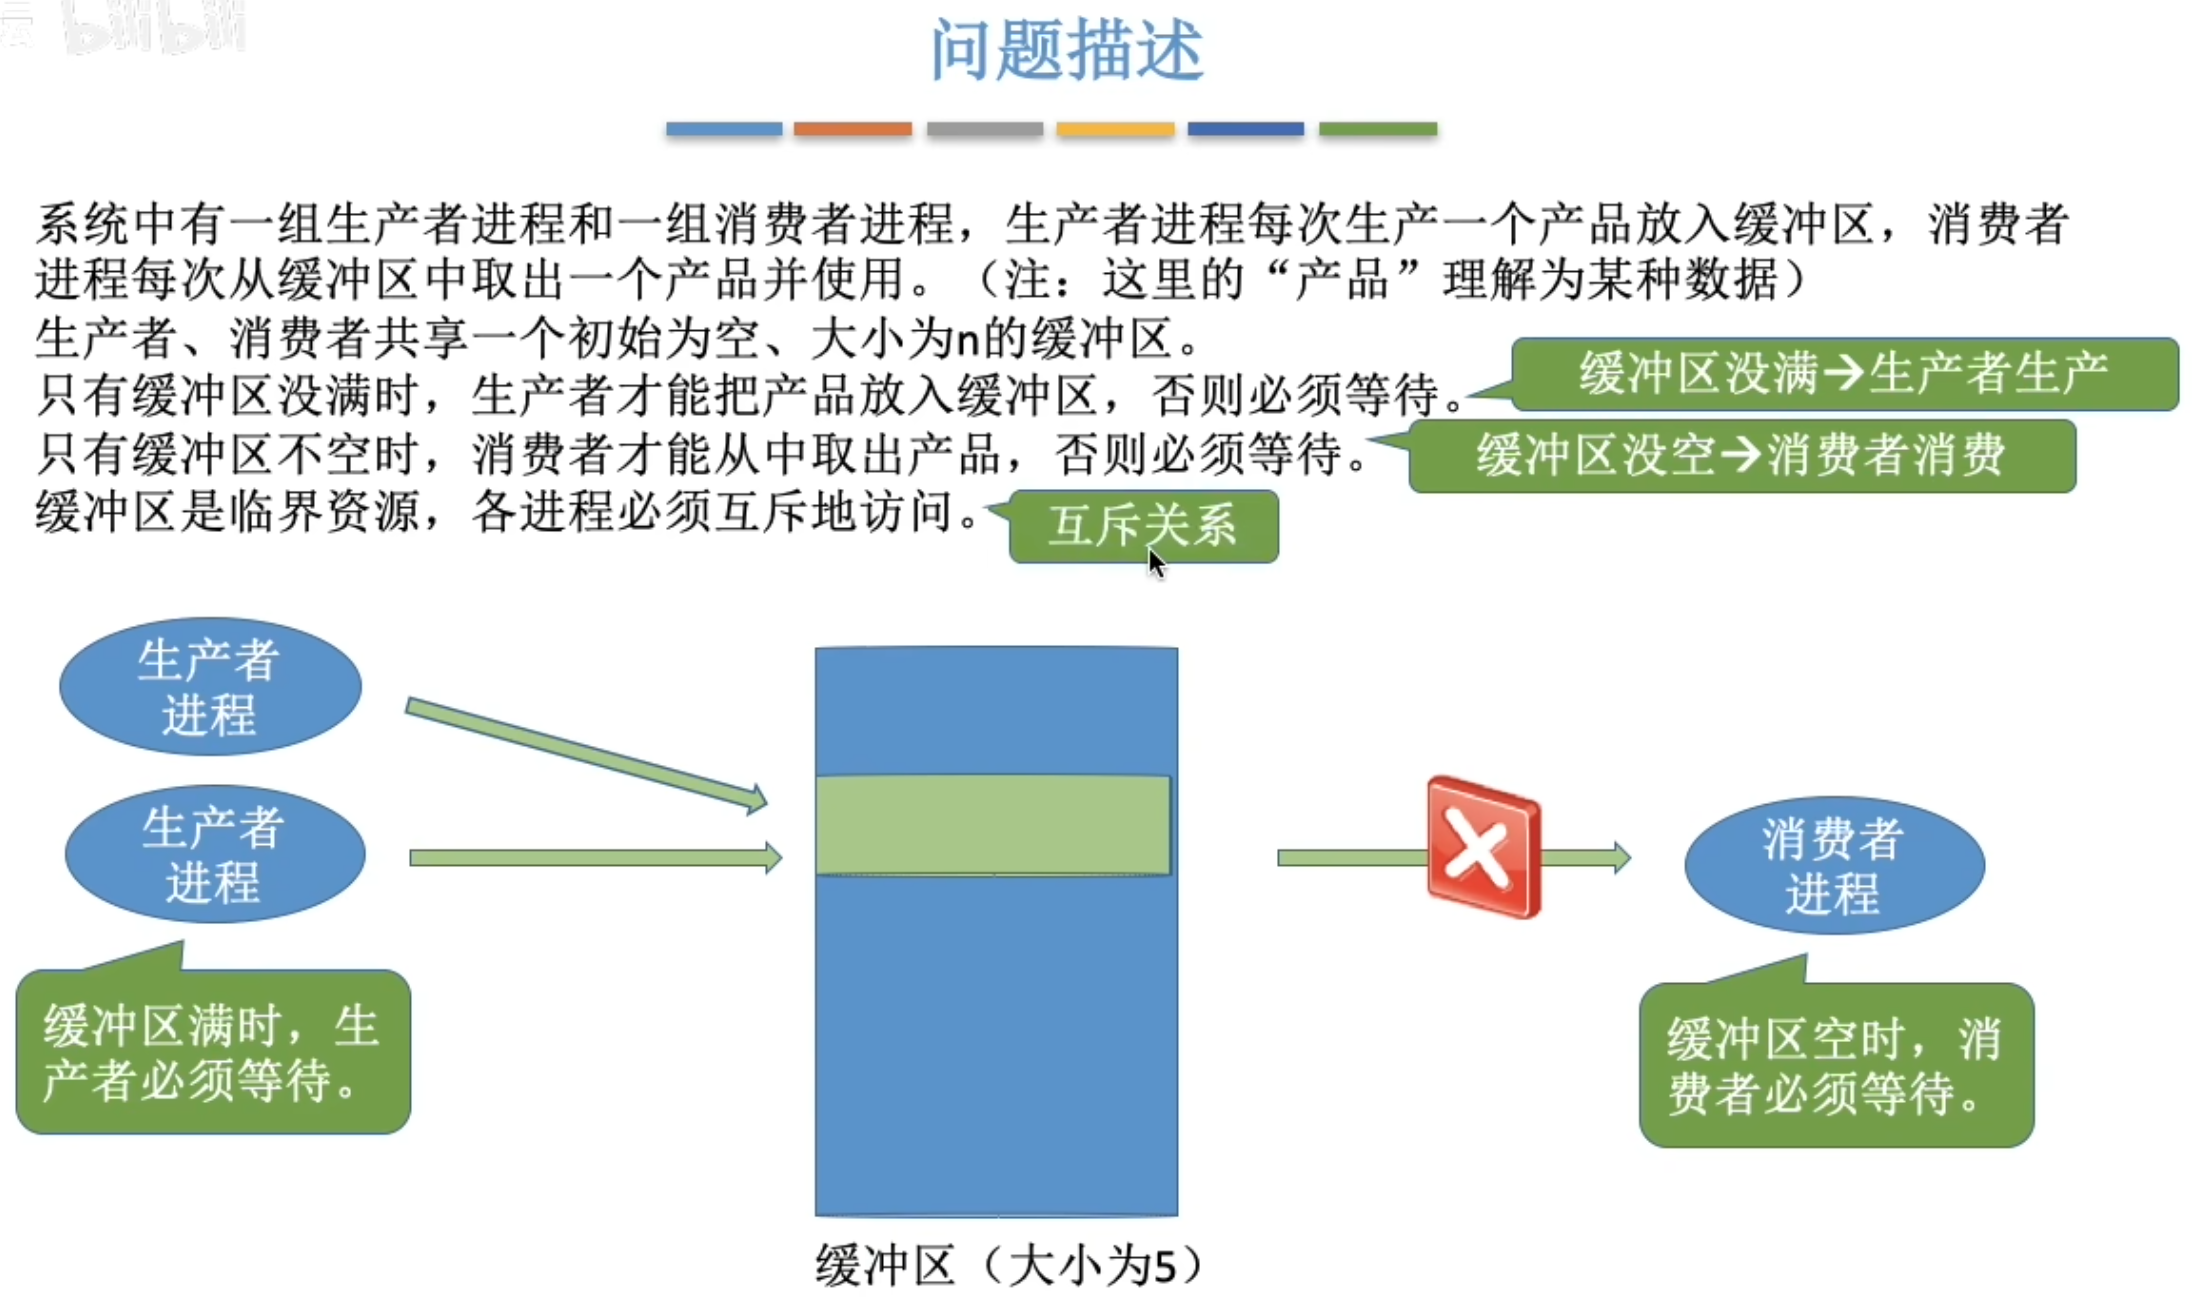 bilibili
问题描述
系统中有一组生产者进程和一组消费者进程，生产者进程每次生产一个产品放入缓冲区，消费者
进程每次从缓冲区中取出一个产品并使用。（注：这里的“产品”理解为某种数据）
生产者、消费者共享一个初始为空、大小为n的缓冲区。
只有缓冲区没满时，生产者才能把产品放入缓冲区，否则必须等待。
缓冲区没满→生产者生产
只有缓冲区不空时，消费者才能从中取出产品，否则必须等待。
缓冲区没空→消费者消费
缓冲区是临界资源，各进程必须互斥地访问。
互斥关系
生产者
进程
生产者
进程
消费者
进程
缓冲区满时，生
产者必须等待。
缓冲区空时，消
费者必须等待。
缓冲区（大小为5）